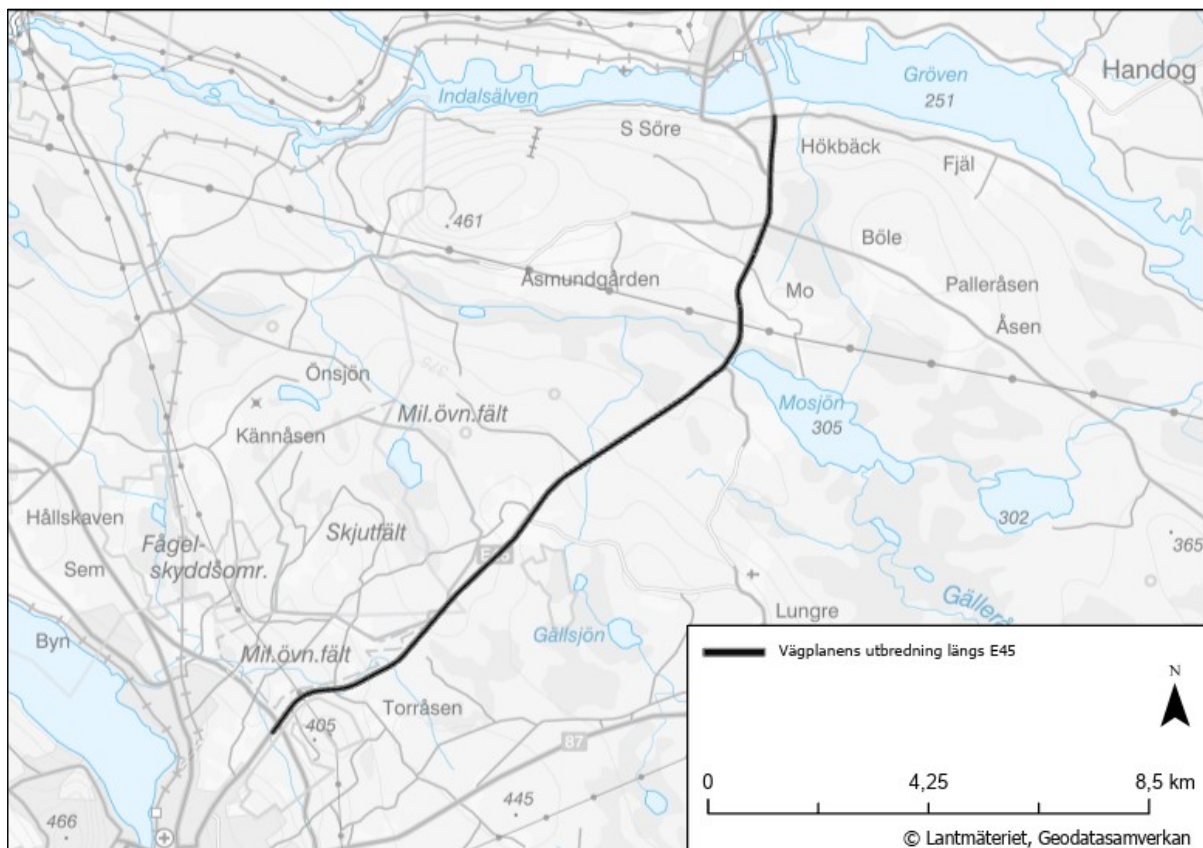 Handog
Gröven
251
Indalsälven
S Söre
Hökbäck
Fjäl
461
Böle
Åsmundgården
Mo
Palleråsen
Åsen
375
Önsjön
Mil.övn.fält
Mosjön
305
Kännåsen
Hållskaven
Skjutfält
302
Fågel-
skyddsomr.
Sem
365
Lungre
Gällsjön
Byn
Mil.övn.fält
Torråsen
405
87
445
466
Vägplanens utbredning längs E45
N
0 4,25 8,5 km
© Lantmäteriet, Geodatasamverkan